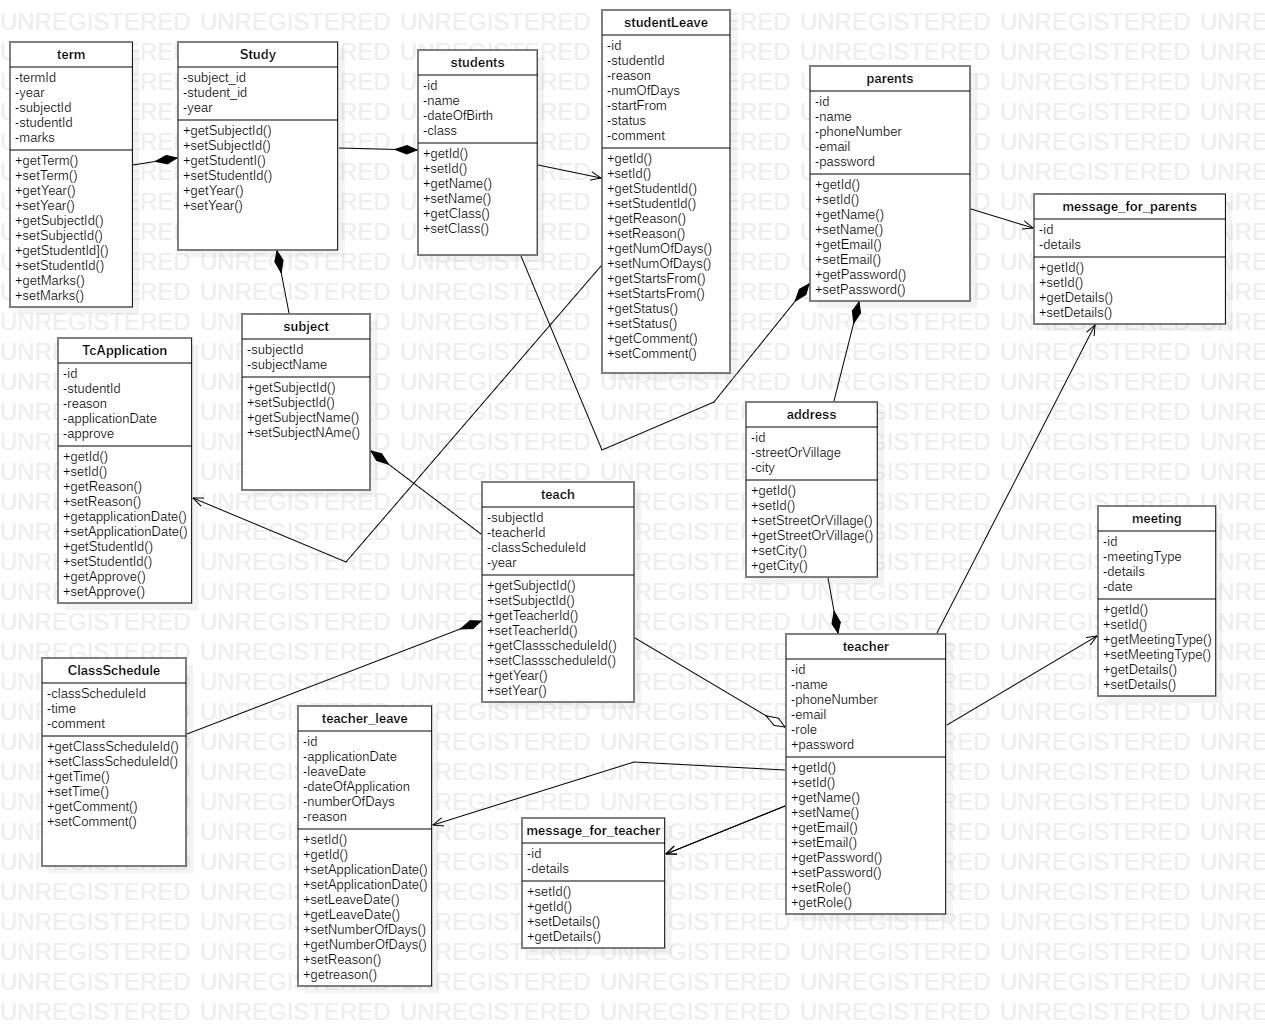 term
-termId
-year
-subjectId
-studentId
-marks
+getTerm()
+setTerm()
+getYear()
+setYear()
+getSubjectId()
+setSubjectId()
+getStudentId]()
+setStudentId()
+getMarks()
+setMarks()
Study
-subject_id
-student_id
-year
+getSubjectId()
+setSubjectId()
+getStudentI()
+setStudentId()
+getYear()
+setYear()
students
-id
-name
-dateOfBirth
-class
+getId()
+setId()
+getName()
+setName()
+getClass()
+setClass()
studentLeave
-id
-studentId
-reason
-numOfDays
-startFrom
-status
-comment
+getId()
+setId()
+getStudentId()
+setStudentId()
+getReason()
+setReason()
+getNumOfDays()
+setNumOfDays()
+getStartsFrom()
+setStartsFrom()
+getStatus()
+setStatus()
+getComment()
+setComment()
parents
-id
-name
-phoneNumber
-email
-password
+getId()
+setId()
+getName()
+setName()
+getEmail()
+setEmail()
+getPassword()
+setPassword()
message_for_parents
-id
-details
+getId()
+setId()
+getDetails()
+setDetails()
subject
-subjectId
-subjectName
+getSubjectId()
+setSubjectId()
+getSubjectName()
+setSubjectNAme()
TcApplication
-id
-studentId
-reason
-applicationDate
-approve
+getId()
+setId()
+getReason()
+setReason()
+getapplicationDate()
+setApplicationDate()
+getStudentId()
+setStudentId()
+getApprove()
+setApprove()
address
-id
-streetOrVillage
-city
+getId()
+setId()
+setStreetOrVillage()
+getStreetOrVillage()
+setCity()
+getCity()
teach
-subjectId
-teacherId
-classScheduleId
-year
+getSubjectId()
+setSubjectId()
+getTeacherId()
+setTeacherId()
+getClassscheduleId()
+setClassscheduleId()
+getYear()
+setYear()
meeting
-id
-meetingType
-details
-date
+getId()
+setId()
+getMeetingType()
+setMeetingType()
+getDetails()
+setDetails()
ClassSchedule
-classScheduleId
-time
-comment
+getClassScheduleId()
+setClassScheduleId()
+getTime()
+setTime()
+getComment()
+setComment()
teacher_leave
-id
-applicationDate
-leaveDate
-dateOfApplication
-numberOfDays
-reason
+setId()
+getId()
+setApplicationDate()
+setApplicationDate()
+setLeaveDate()
+getLeaveDate()
+setNumberOfDays()
+getNumberOfDays()
+setReason()
+getreason()
message_for_teacher
-id
-details
+setId()
+getId()
+setDetails()
+getDetails()
teacher
-id
-name
-phoneNumber
-email
-role
+password
+getId()
+setId()
+getName()
+setName()
+getEmail()
+setEmail()
+getPassword()
+setPassword()
+setRole()
+getRole()
UNREGISTERED